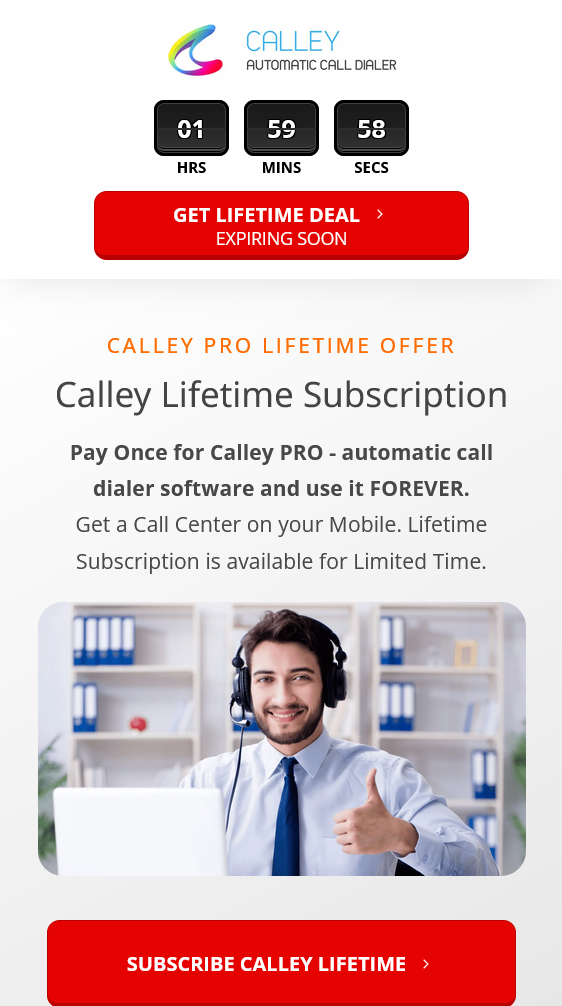 CALLEY
AUTOMATIC CALL DIALER
01 59 58
HRS MINS SECS
GET LIFETIME DEAL
EXPIRING SOON
CALLEY PRO LIFETIME OFFER
Calley Lifetime Subscription
Pay Once for Calley PRO - automatic call
dialer software and use it FOREVER.
Get a Call Center on your Mobile. Lifetime
Subscription is available for Limited Time.
SUBSCRIBE CALLEY LIFETIME